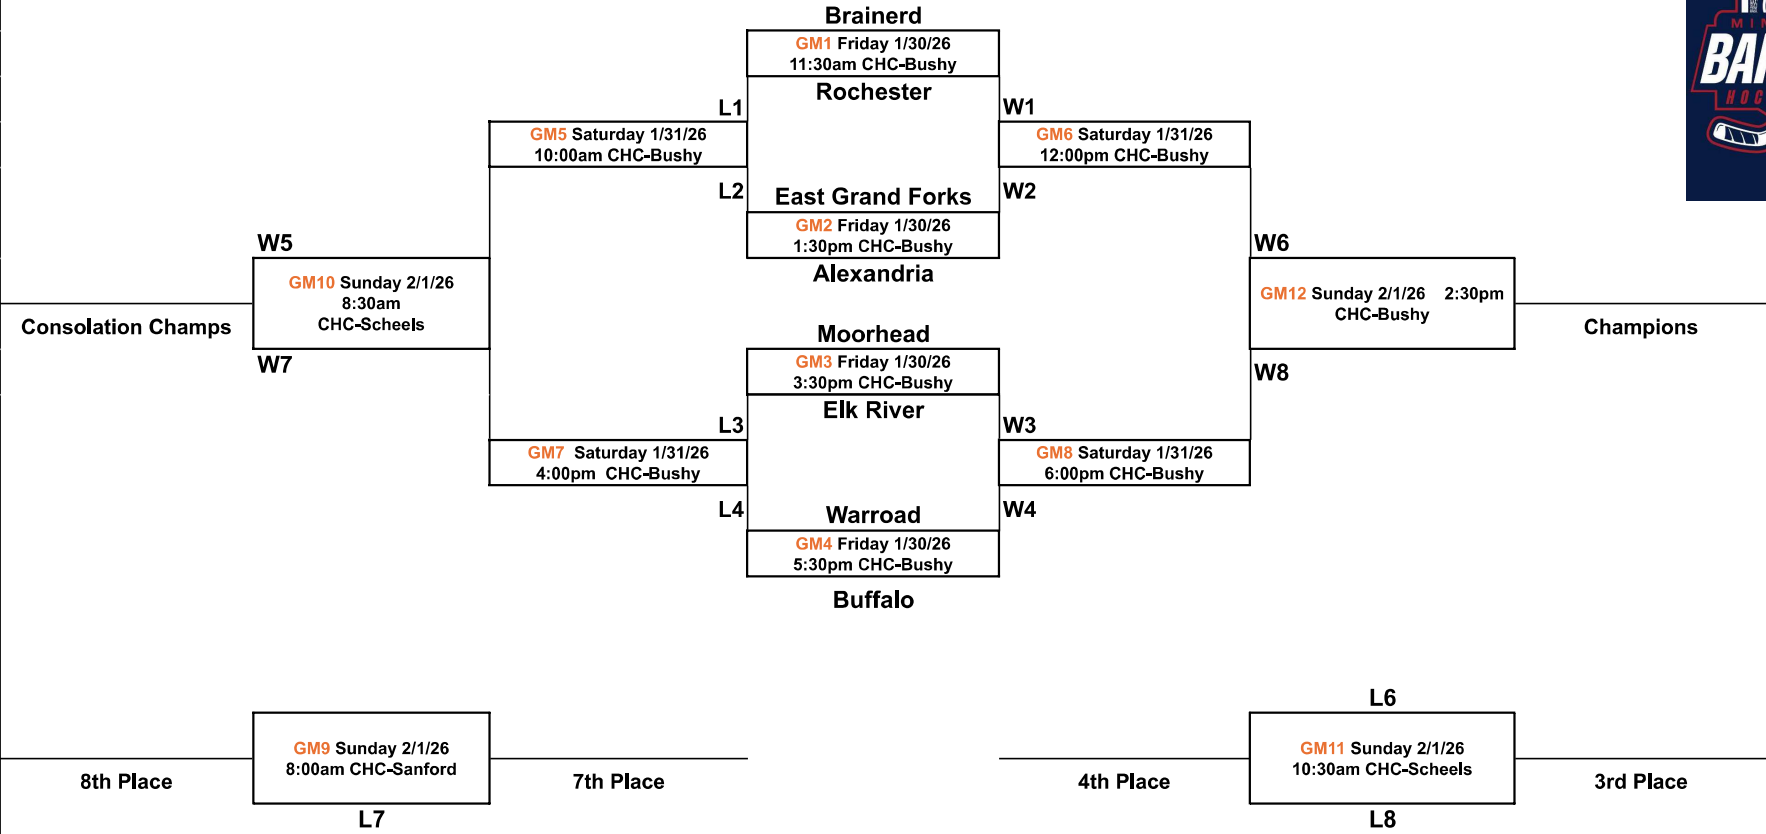 Brainerd
GM1 Friday 1/30/26
11:30am CHC-Bushy
Rochester
L1
W1
GM5 Saturday 1/31/26
10:00am CHC-Bushy
GM6 Saturday 1/31/26
12:00pm CHC-Bushy
L2
East Grand Forks
W2
GM2 Friday 1/30/26
1:30pm CHC-Bushy
Alexandria
W5
W6
GM10 Sunday 2/1/26
8:30am
CHC-Scheels
GM12 Sunday 2/1/26 2:30pm
CHC-Bushy
Consolation Champs
Champions
W7
W8
Moorhead
GM3 Friday 1/30/26
3:30pm CHC-Bushy
Elk River
L3
W3
GM7 Saturday 1/31/26
4:00pm CHC-Bushy
GM8 Saturday 1/31/26
6:00pm CHC-Bushy
L4
Warroad
W4
GM4 Friday 1/30/26
5:30pm CHC-Bushy
Buffalo
L6
GM9 Sunday 2/1/26
8:00am CHC-Sanford
GM11 Sunday 2/1/26
10:30am CHC-Scheels
8th Place
7th Place
4th Place
3rd Place
L7
L8